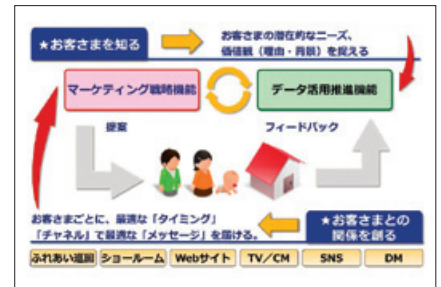 ★お客さまを知る
お客さまの潜在的なニーズ、
価値観(理由・背景)を捉える
マーケティング戦略機能
データ活用推進機能
提案
フィードバック
お客さまごとに、最適な「タイミング」
「チャネル」で最適な「メッセージ」を届ける。
★お客さまとの
関係を創る
ふれあい巡回
ショールーム
Webサイト
TV/CM
SNS
DM